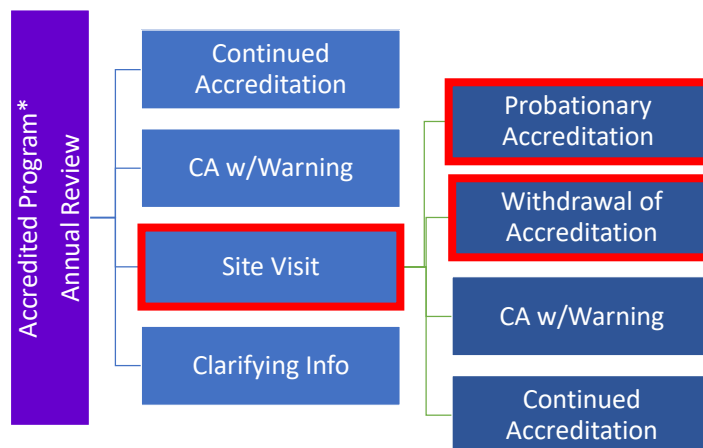 Accredited Program*
Annual Review
Continued
Accreditation
CA w/Warning
Site Visit
Clarifying Info
Probationary
Accreditation
Withdrawal of
Accreditation
CA w/Warning
Continued
Accreditation